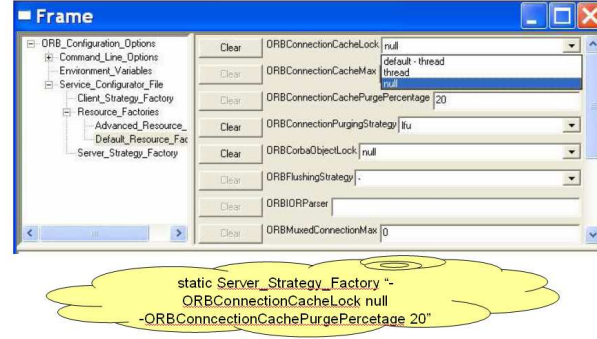 Frame
ORB_Configuration_Options
Command_Line_Options
Environment_Variables
Service_Configurator_File
Client_Strategy_Factory
Resource_Factories
Advanced_Resource_
Default_Resource_Fac
Server_Strategy_Factory
Clear ORBConnectionCacheLock null
default - thread
thread
null
Clear ORBConnectionCacheMax
Clear ORBConnectionCachePurgePercentage 20
Clear ORBConnectionPurgingStrategy lfu
Clear ORBCorbaObjectLock null
Clear ORBFlushingStrategy -
Clear ORBIORParser
Clear ORBMuxedConnectionMax 0
static Server_Strategy_Factory “-
ORBConnectionCacheLock null
-ORBConncectionCachePurgePercetage 20”